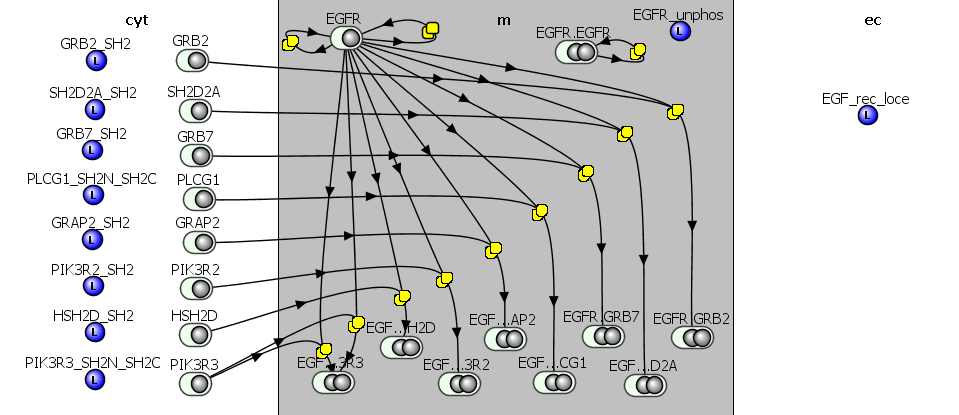 cyt
m
ec
GRB2_SH2
GRB2
EGFR
EGFR.EGFR
EGFR_unphos
L
L
SH2D2A_SH2
SH2D2A
EGF_rec_loce
L
L
GRB7_SH2
GRB7
L
PLCG1_SH2N_SH2C
PLCG1
L
GRAP2_SH2
GRAP2
L
PIK3R2_SH2
PIK3R2
L
HSH2D_SH2
HSH2D
L
EGF...H2D
EGF...AP2
EGFR.GRB7
EGFR.GRB2
PIK3R3_SH2N_SH2C
PIK3R3
L
EGF...3R3
EGF...3R2
EGF...CG1
EGF...D2A